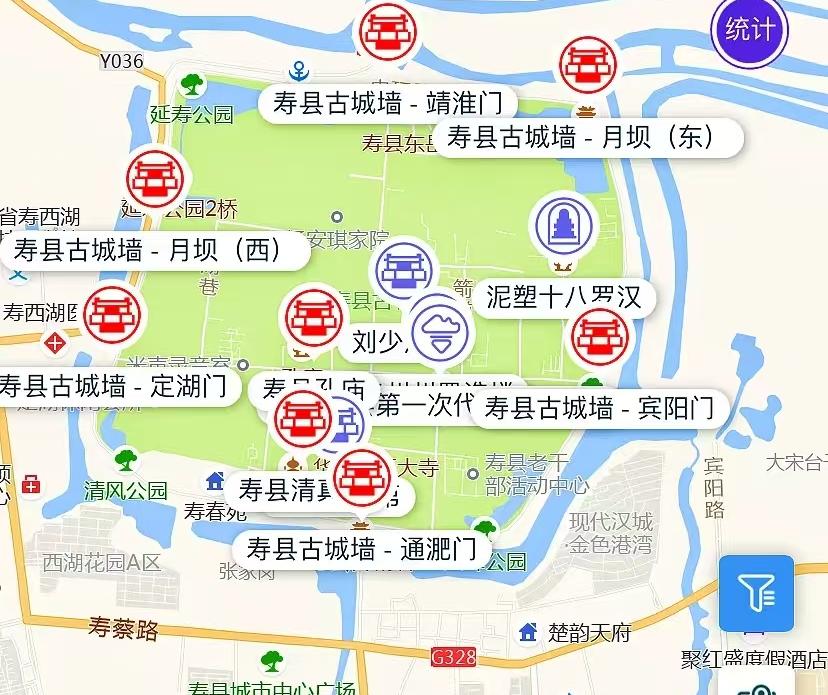 统计
Y036
延寿公园
寿县古城墙 - 靖淮门
寿县古城墙 - 月坝（东）
寿县东岳
公园2桥
省寿西湖
寿县古城墙 - 月坝（西）
安琪家院
巷
箭
泥塑十八罗汉
寿西湖医
刘少
寿县古城墙 - 定湖门
第一次代
寿县古城墙 - 宾阳门
清风公园
寿春苑
寿县清真
大寺
寿县老干
部活动中心
宾阳路
大宋台子
寿县古城墙 - 通淝门
公园
现代汉城
·金色港湾
西湖花园A区
张家岗
寿蔡路
G328
楚韵天府
聚红盛度假酒店
寿县城市中心广场